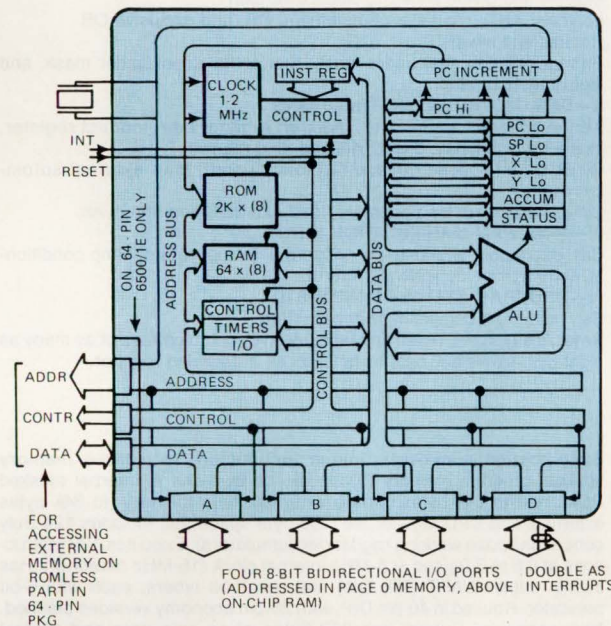 CLOCK
1-2
MHz
INST REG
CONTROL
PC INCREMENT
PC Hi
PC Lo
SP Lo
X Lo
Y Lo
ACCUM
STATUS
INT
RESET
ROM
2K x (8)
RAM
64 x (8)
CONTROL
TIMERS
I/O
ALU
ON 64-PIN
6500/1E ONLY
ADDRESS BUS
CONTROL BUS
DATA BUS
ADDR
ADDRESS
CONTR
CONTROL
DATA
DATA
A
B
C
D
FOR
ACCESSING
EXTERNAL
MEMORY ON
ROMLESS
PART IN
64-PIN
PKG
FOUR 8-BIT BIDIRECTIONAL I/O PORTS
(ADDRESSED IN PAGE 0 MEMORY, ABOVE
ON-CHIP RAM)
DOUBLE AS
INTERRUPTS